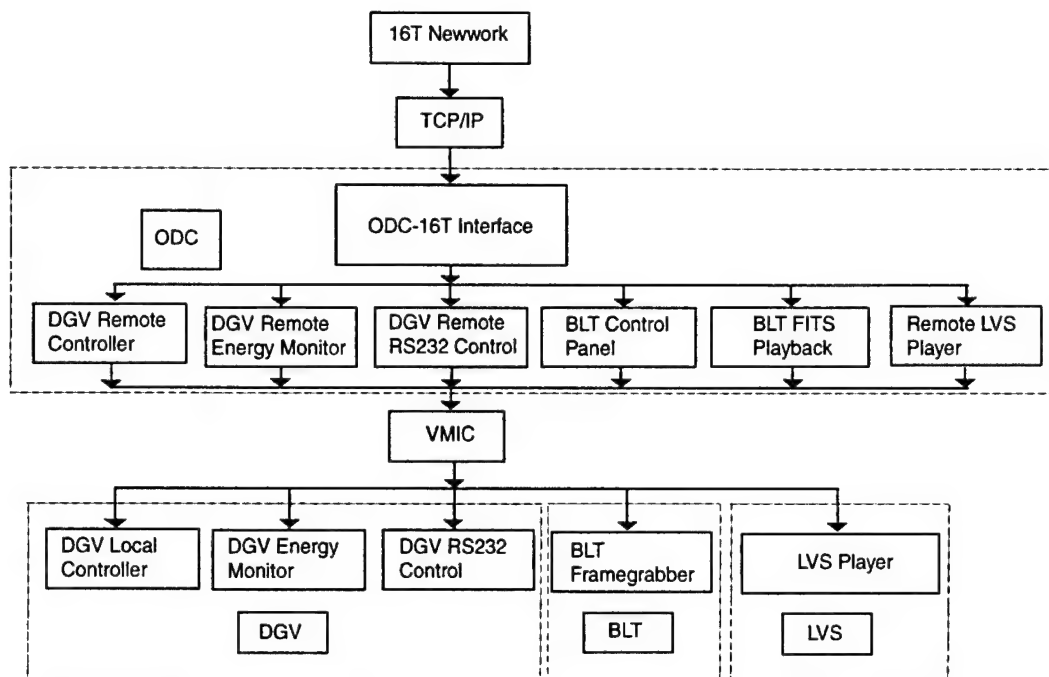 16T Newwork
TCP/IP
ODC-16T Interface
ODC
DGV Remote
Controller
DGV Remote
Energy Monitor
DGV Remote
RS232 Control
BLT Control
Panel
BLT FITS
Playback
Remote LVS
Player
VMIC
DGV Local
Controller
DGV Energy
Monitor
DGV RS232
Control
BLT
Framegrabber
LVS Player
DGV
BLT
LVS